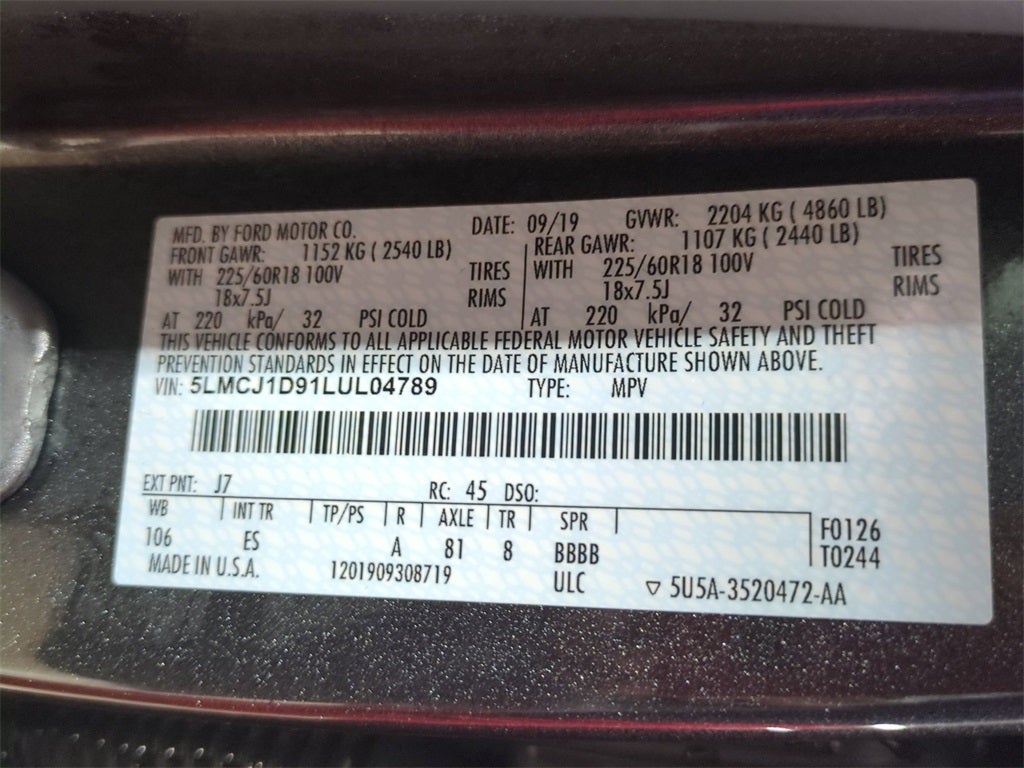 MFD. BY FORD MOTOR CO. DATE: 09/19 GVWR: 2204 KG ( 4860 LB)
FRONT GAWR: 1152 KG ( 2540 LB) REAR GAWR: 1107 KG ( 2440 LB)
WITH 225/60R18 100V TIRES WITH 225/60R18 100V TIRES
18x7.5J RIMS 18x7.5J RIMS
AT 220 kPa/ 32 PSI COLD AT 220 kPa/ 32 PSI COLD
THIS VEHICLE CONFORMS TO ALL APPLICABLE FEDERAL MOTOR VEHICLE SAFETY AND THEFT
PREVENTION STANDARDS IN EFFECT ON THE DATE OF MANUFACTURE SHOWN ABOVE.
VIN: 5LMCJ1D91LUL04789 TYPE: MPV
EXT PNT: J7 RC: 45 DSO:
WB INT TR TP/PS R AXLE TR SPR F0126
106 ES A 81 8 BBBB T0244
MADE IN U.S.A. 1201909308719 ULC ▽ 5U5A-3520472-AA